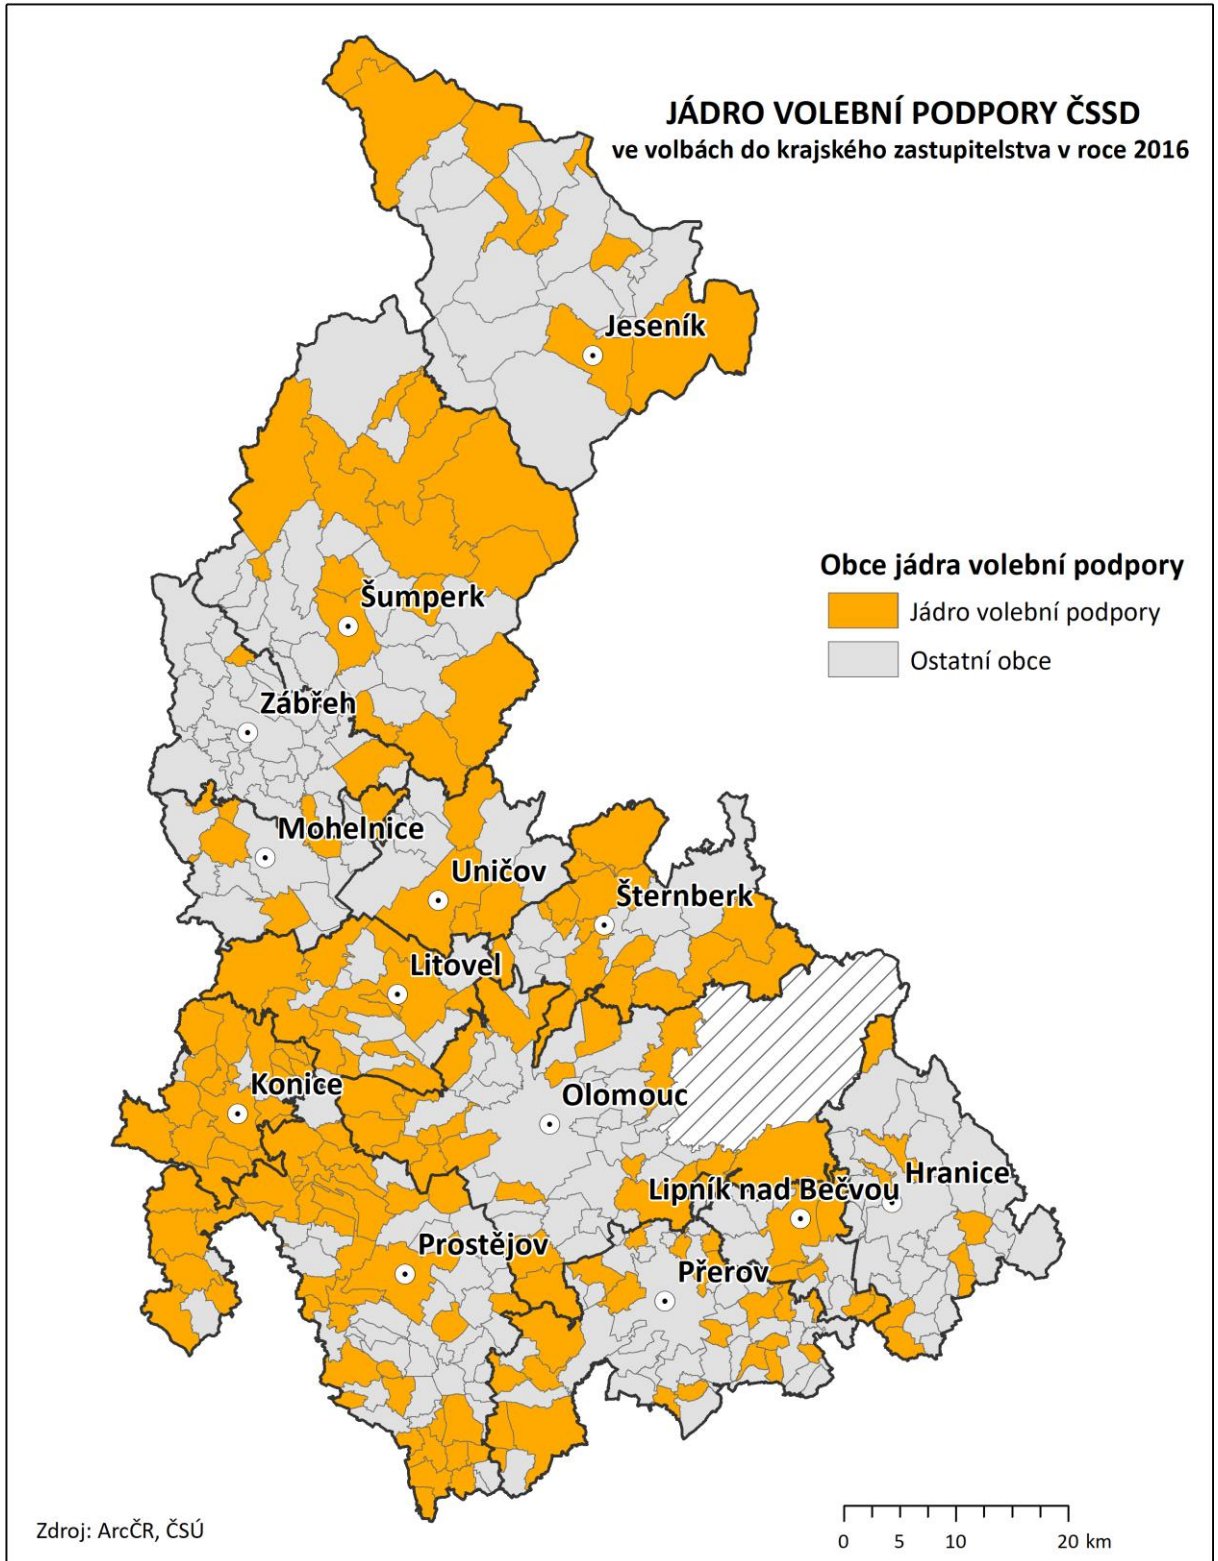 JÁDRO VOLEBNÍ PODPORY ČSSD
ve volbách do krajského zastupitelstva v roce 2016
Jeseník
Obce jádra volební podpory
Jádro volební podpory
Ostatní obce
Šumperk
Zábřeh
Mohelnice
Uničov
Šternberk
Litovel
Konice
Olomouc
Hranice
Lipník nad Bečvou
Prostějov
Přerov
Zdroj: ArcČR, ČSÚ
0 5 10 20 km